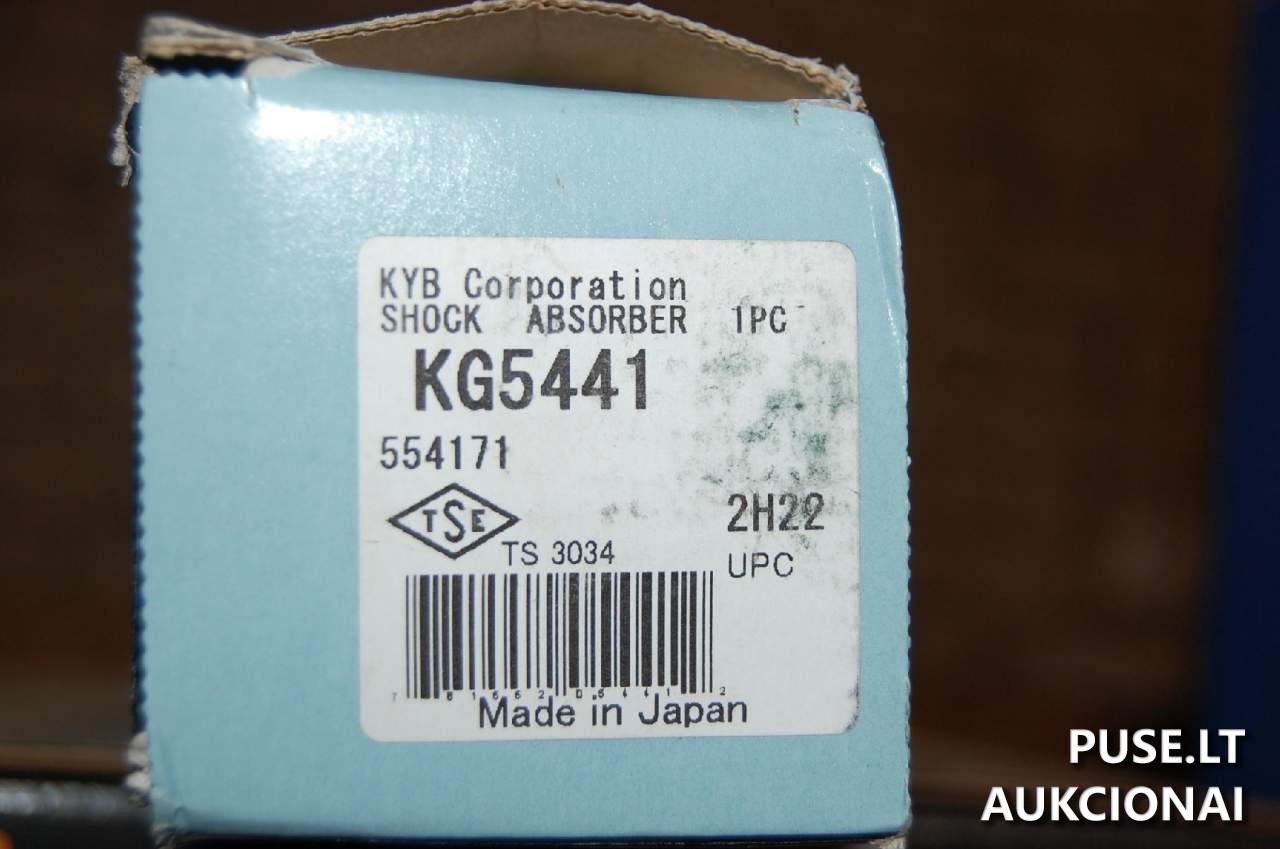 KYB Corporation
SHOCK ABSORBER 1PC
KG5441
554171
TSE
2H22
TS 3034
UPC
Made in Japan
PUSE.LT
AUKCIONAI